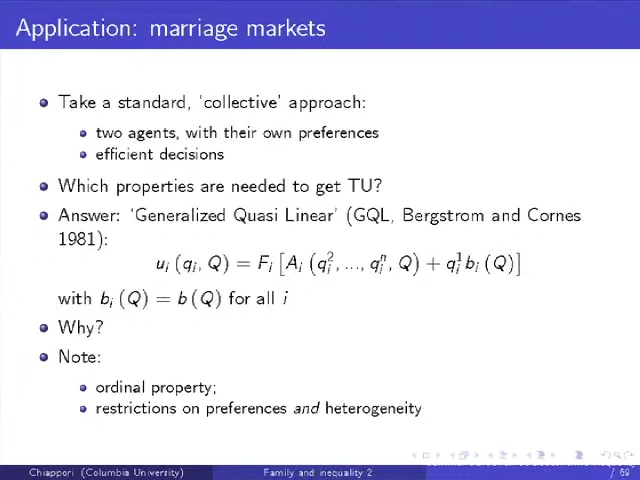 Application: marriage markets
Take a standard, 'collective' approach:
two agents, with their own preferences
efficient decisions
Which properties are needed to get TU?
Answer: 'Generalized Quasi Linear' (GQL, Bergstrom and Cornes
1981):
u_i (q_i, Q) = F_i [A_i (q_i^2, ..., q_i^n, Q) + q_i^1 b_i (Q)]
with b_i (Q) = b (Q) for all i
Why?
Note:
ordinal property;
restrictions on preferences and heterogeneity
Chiappori (Columbia University) Family and inequality 2 / 69